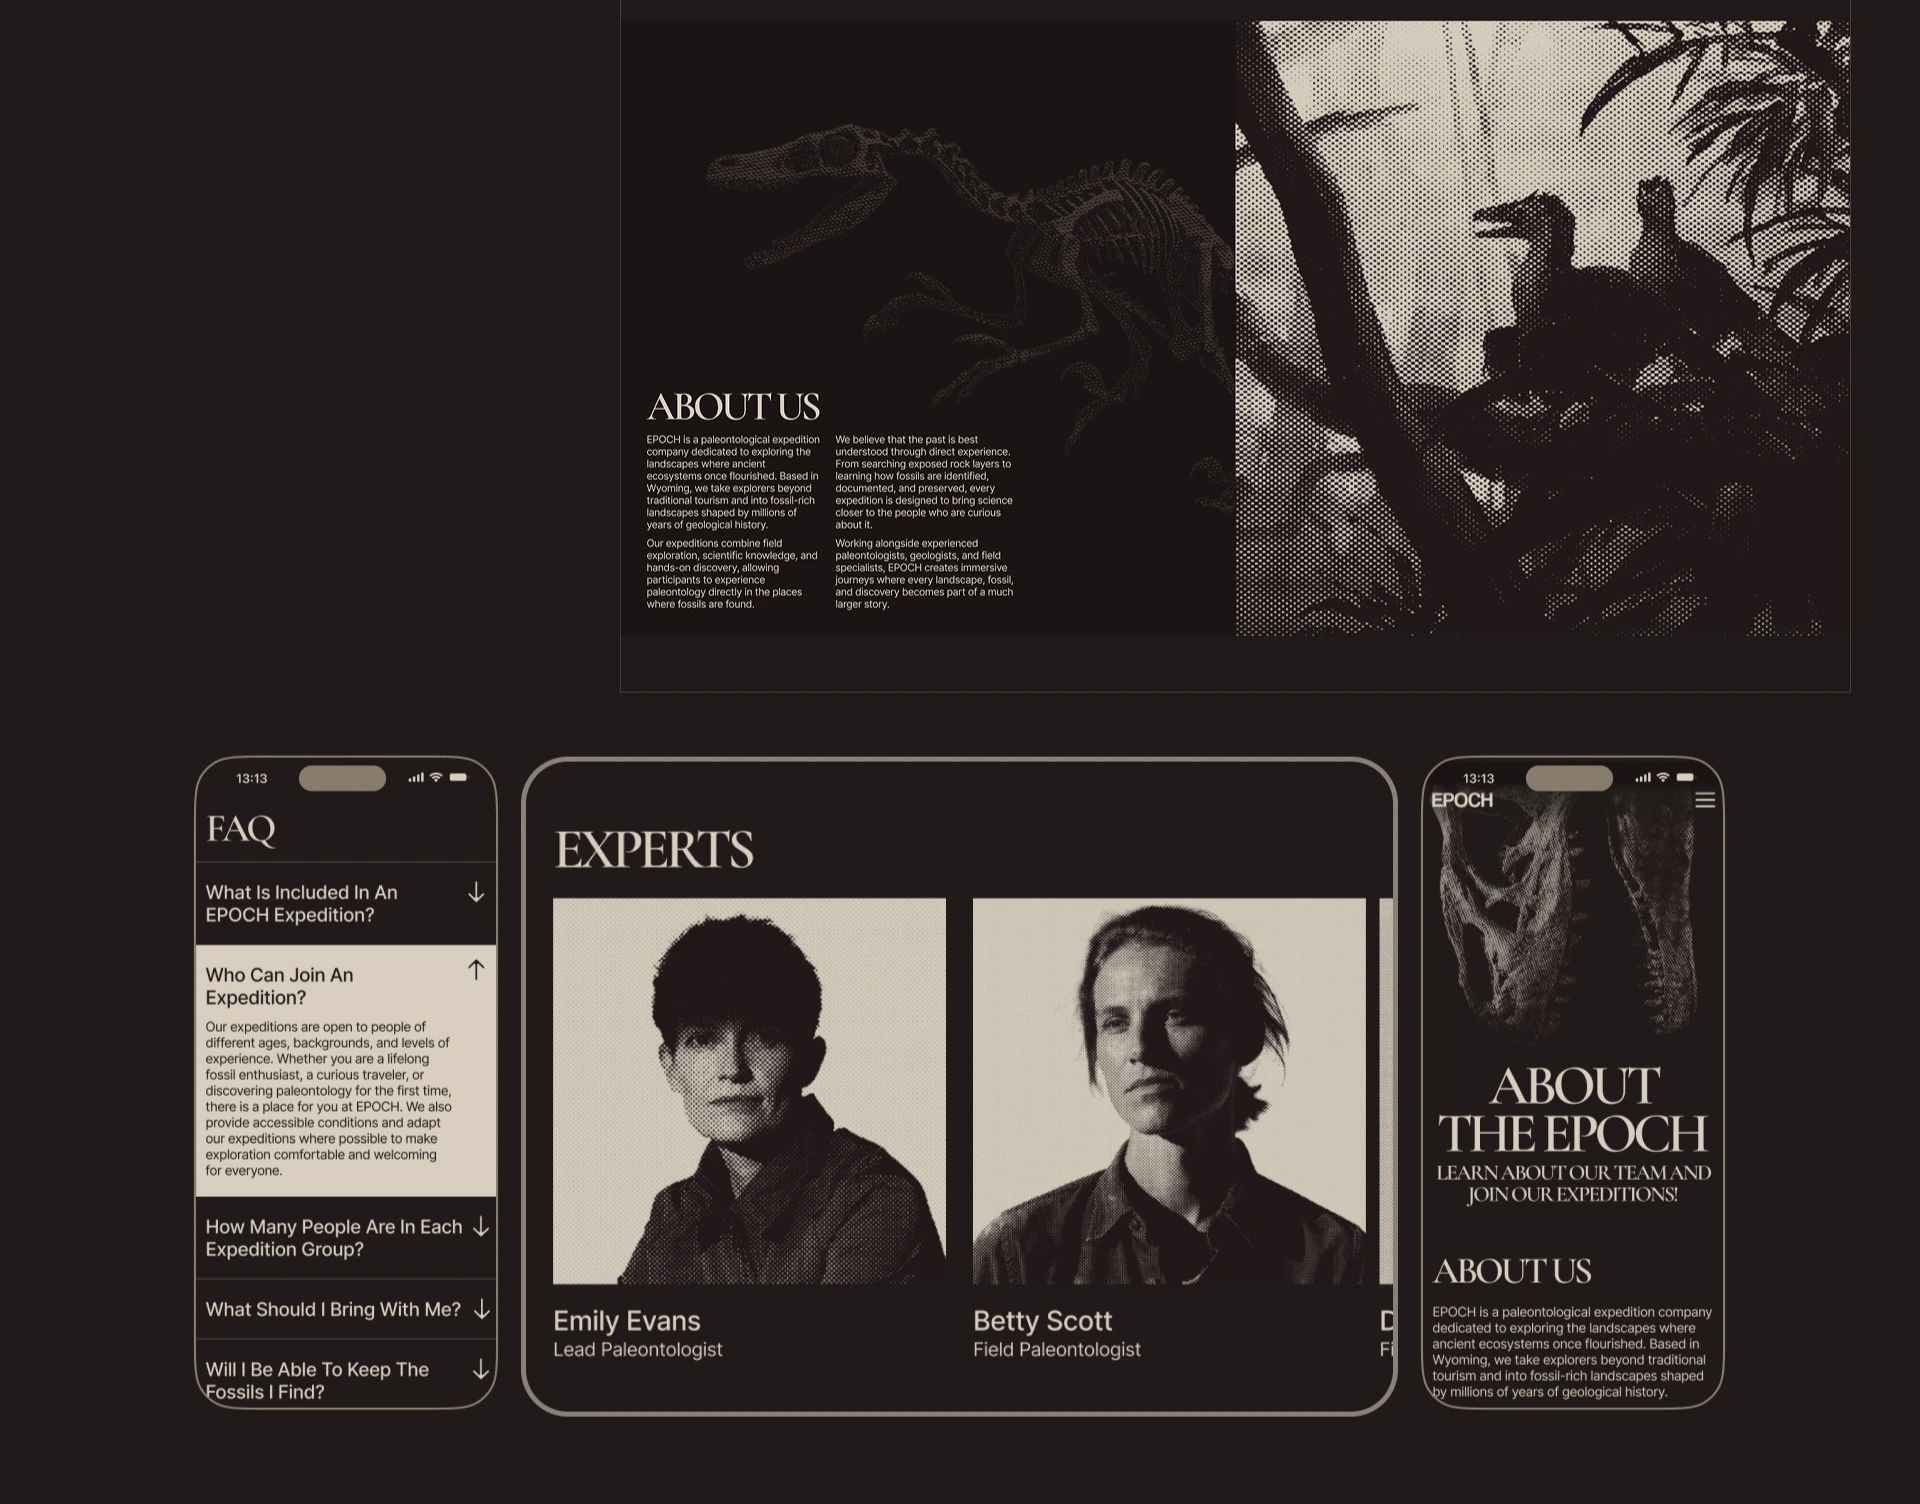 ABOUT US
EPOCH is a paleontological expedition
company dedicated to exploring the
landscapes where ancient
ecosystems once flourished. Based in
Wyoming, we take explorers beyond
traditional tourism and into fossil-rich
landscapes shaped by millions of
years of geological history.
Our expeditions combine field
exploration, scientific knowledge, and
hands-on discovery, allowing
participants to experience
paleontology directly in the places
where fossils are found.
We believe that the past is best
understood through direct experience.
From searching exposed rock layers to
learning how fossils are identified,
documented, and preserved, every
expedition is designed to bring science
closer to the people who are curious
about it.
Working alongside experienced
paleontologists, geologists, and field
specialists, EPOCH creates immersive
journeys where every landscape, fossil,
and discovery becomes part of a much
larger story.
13:13
FAQ
What Is Included In An
EPOCH Expedition?
Who Can Join An
Expedition?
Our expeditions are open to people of
different ages, backgrounds, and levels of
experience. Whether you are a lifelong
fossil enthusiast, a curious traveler, or
discovering paleontology for the first time,
there is a place for you at EPOCH. We also
provide accessible conditions and adapt
our expeditions where possible to make
exploration comfortable and welcoming
for everyone.
How Many People Are In Each
Expedition Group?
What Should I Bring With Me?
Will I Be Able To Keep The
Fossils I Find?
EXPERTS
Emily Evans
Lead Paleontologist
Betty Scott
Field Paleontologist
D
Fi
13:13
EPOCH
ABOUT
THE EPOCH
LEARN ABOUT OUR TEAM AND
JOIN OUR EXPEDITIONS!
ABOUT US
EPOCH is a paleontological expedition company
dedicated to exploring the landscapes where
ancient ecosystems once flourished. Based in
Wyoming, we take explorers beyond traditional
tourism and into fossil-rich landscapes shaped
by millions of years of geological history.